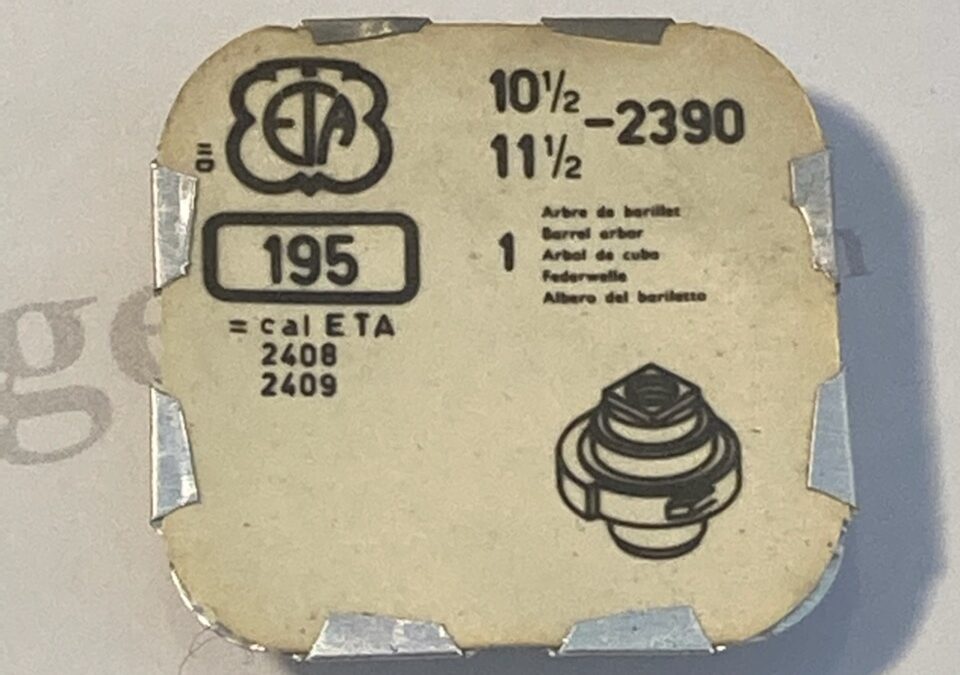 ETA
10½
11½
-2390
=D
195
1
Arbre de barillet
Barrel arbor
Arbol de cubo
Federwelle
Albero del bariletto
= cal ETA
2408
2409
ge
n